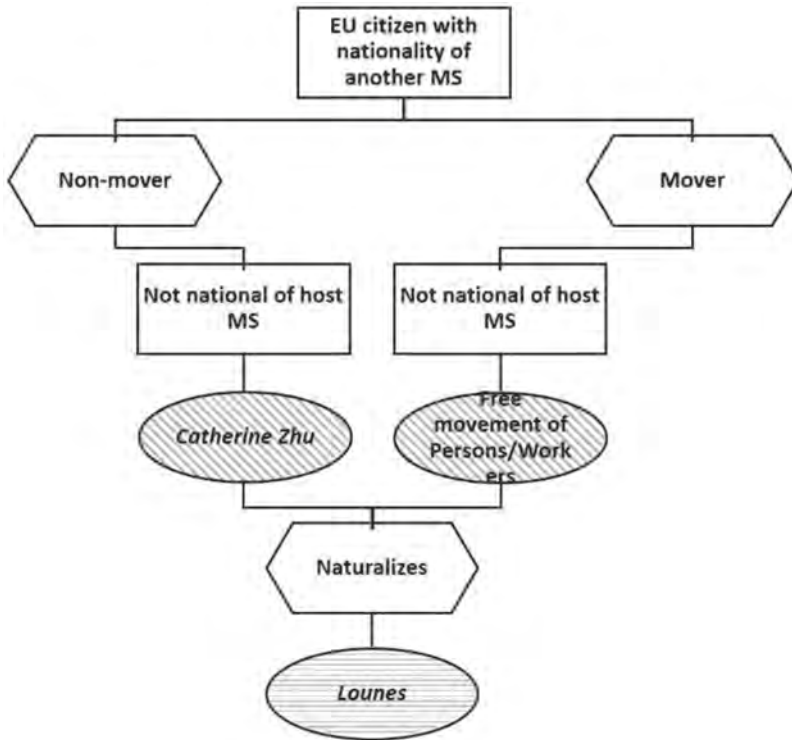 EU citizen with
nationality of
another MS
Non-mover
Mover
Not national of host
MS
Not national of host
MS
Catherine Zhu
Free
movement of
Persons/Work
ers
Naturalizes
Lounes